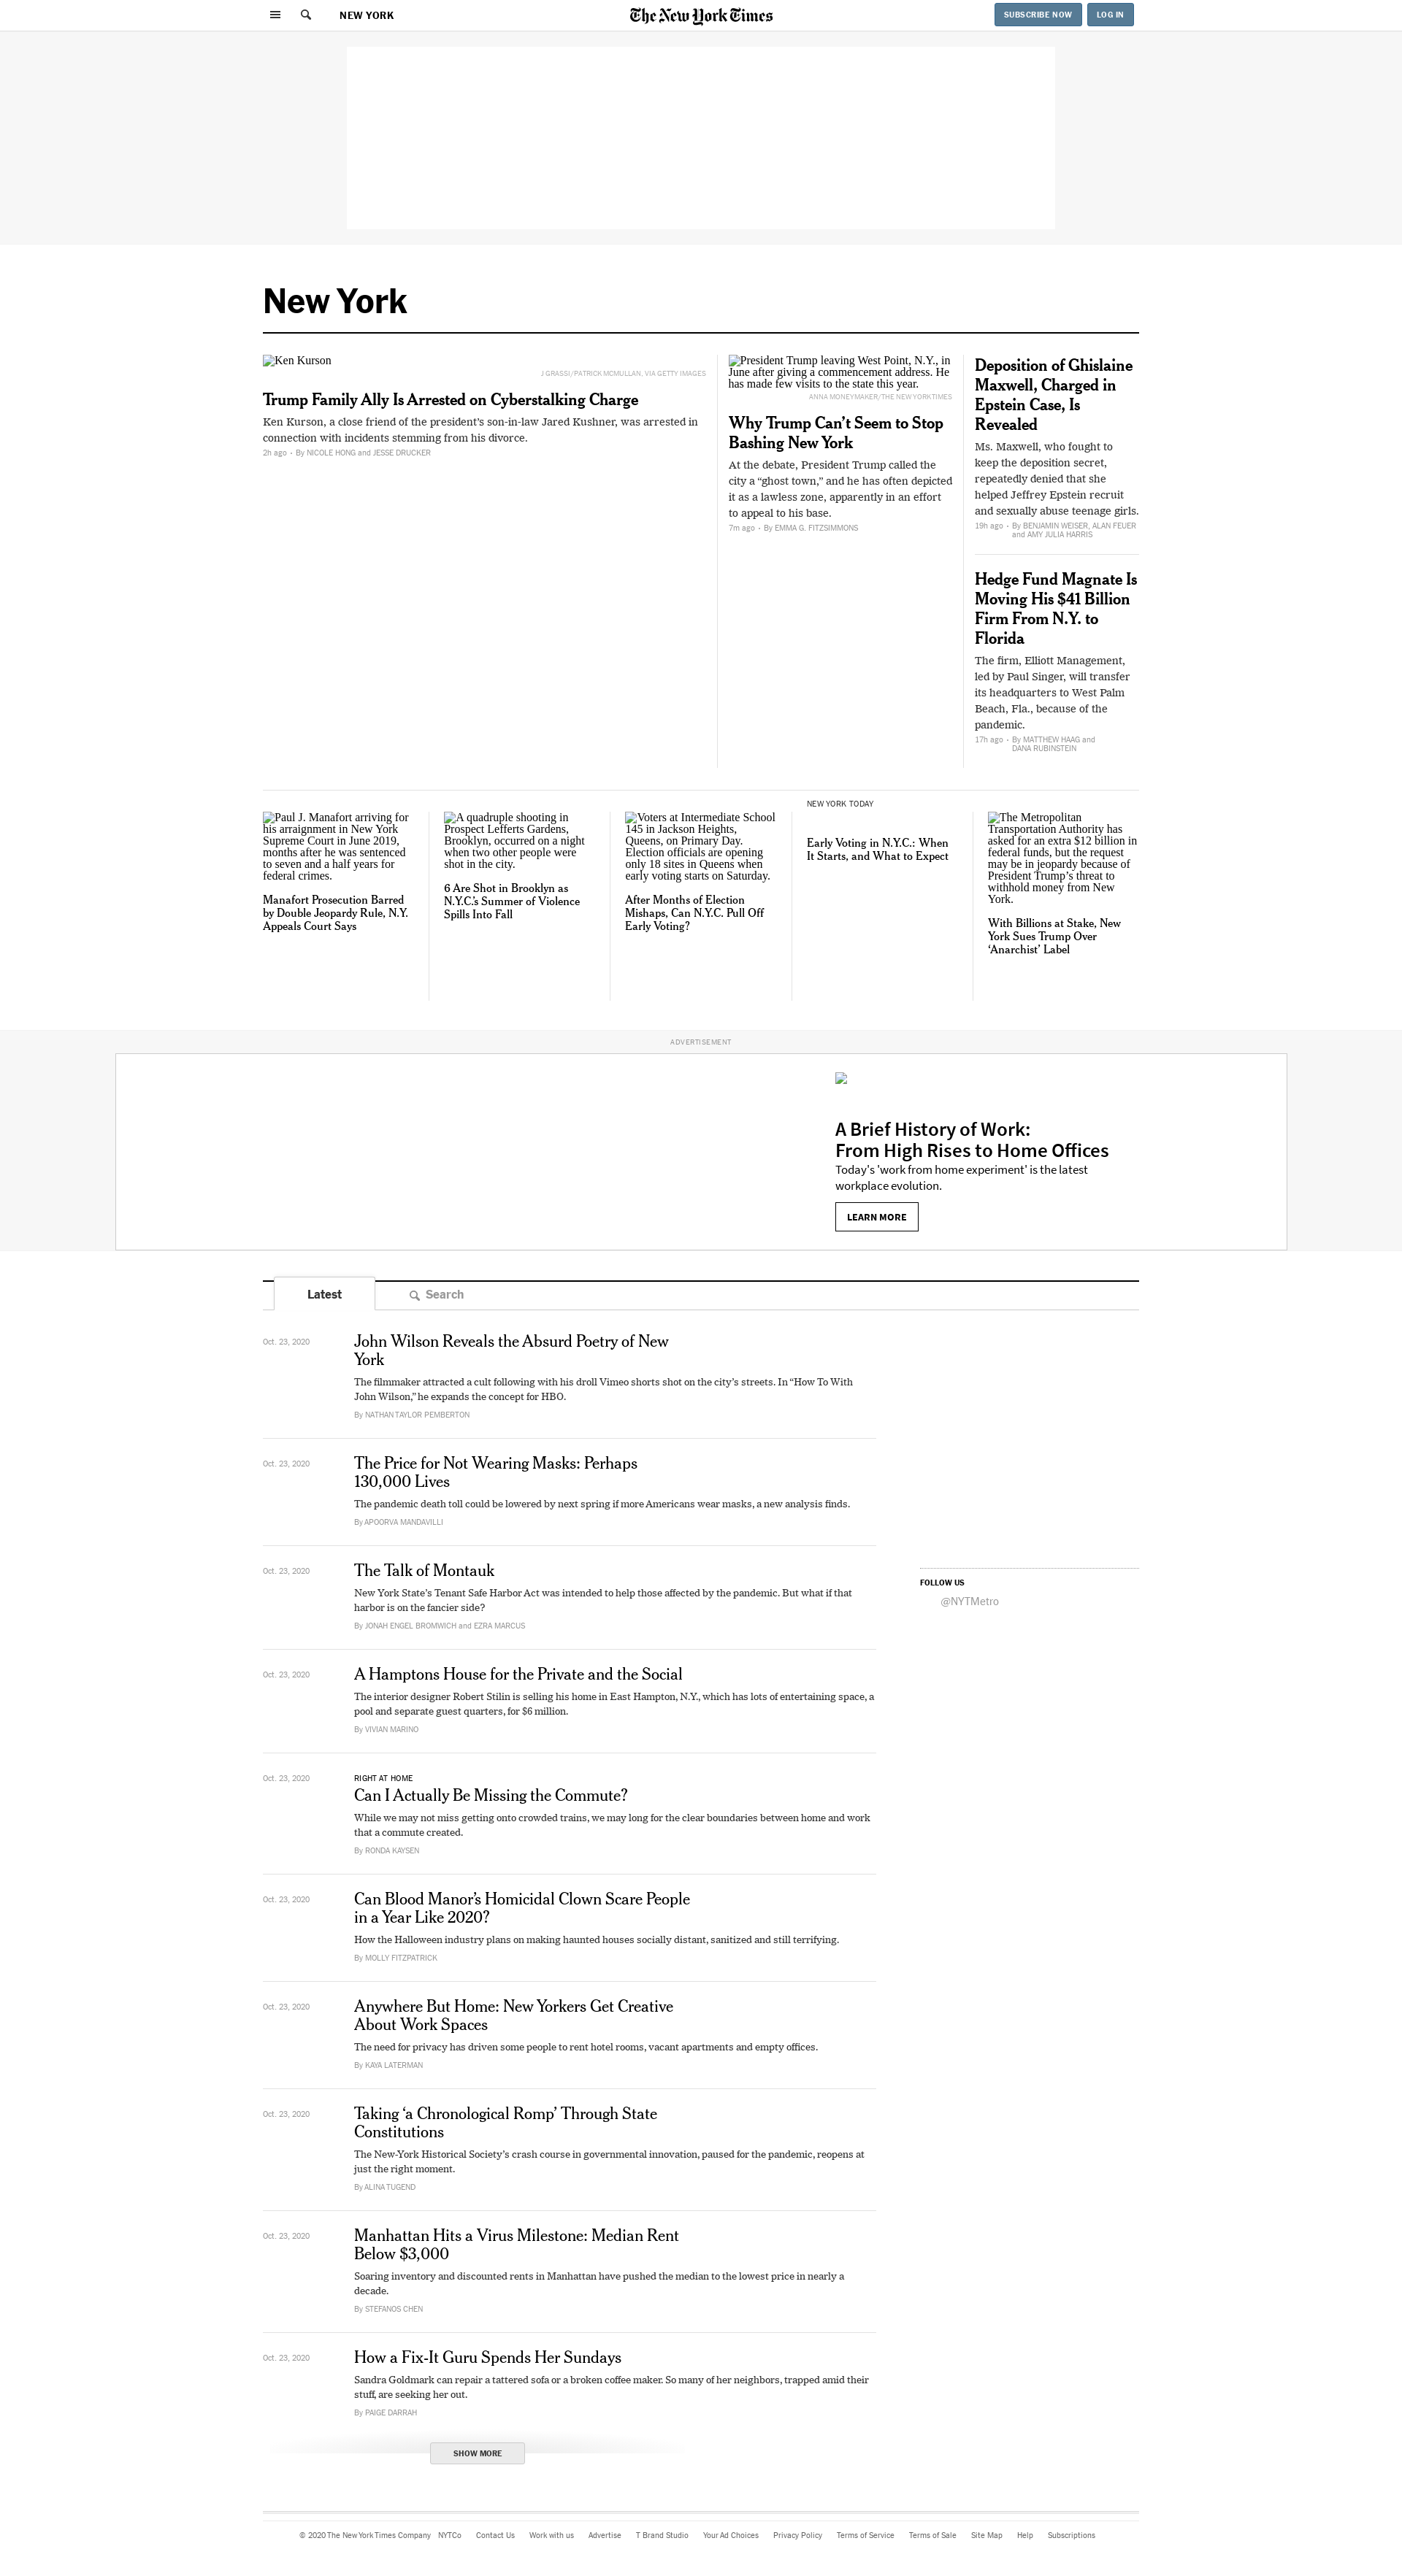 NEW YORK
The New York Times
SUBSCRIBE NOW
LOG IN
New York
Ken Kurson
J GRASSI/PATRICK MCMULLAN, VIA GETTY IMAGES
Trump Family Ally Is Arrested on Cyberstalking Charge
Ken Kurson, a close friend of the president's son-in-law Jared Kushner, was arrested in
connection with incidents stemming from his divorce.
2h ago • By NICOLE HONG and JESSE DRUCKER
President Trump leaving West Point, N.Y., in
June after giving a commencement address. He
has made few visits to the state this year.
ANNA MONEYMAKER/THE NEW YORK TIMES
Why Trump Can't Seem to Stop
Bashing New York
At the debate, President Trump called the
city a “ghost town,” and he has often depicted
it as a lawless zone, apparently in an effort
to appeal to his base.
7m ago • By EMMA G. FITZSIMMONS
Deposition of Ghislaine
Maxwell, Charged in
Epstein Case, Is
Revealed
Ms. Maxwell, who fought to
keep the deposition secret,
repeatedly denied that she
helped Jeffrey Epstein recruit
and sexually abuse teenage girls.
19h ago • By BENJAMIN WEISER, ALAN FEUER
and AMY JULIA HARRIS
Hedge Fund Magnate Is
Moving His $41 Billion
Firm From N.Y. to
Florida
The firm, Elliott Management,
led by Paul Singer, will transfer
its headquarters to West Palm
Beach, Fla., because of the
pandemic.
17h ago • By MATTHEW HAAG and
DANA RUBINSTEIN
Paul J. Manafort arriving for
his arraignment in New York
Supreme Court in June 2019,
months after he was sentenced
to seven and a half years for
federal crimes.
Manafort Prosecution Barred
by Double Jeopardy Rule, N.Y.
Appeals Court Says
A quadruple shooting in
Prospect Lefferts Gardens,
Brooklyn, occurred on a night
when two other people were
shot in the city.
6 Are Shot in Brooklyn as
N.Y.C.'s Summer of Violence
Spills Into Fall
Voters at Intermediate School
145 in Jackson Heights,
Queens, on Primary Day.
Election officials are opening
only 18 sites in Queens when
early voting starts on Saturday.
After Months of Election
Mishaps, Can N.Y.C. Pull Off
Early Voting?
NEW YORK TODAY
Early Voting in N.Y.C.: When
It Starts, and What to Expect
The Metropolitan
Transportation Authority has
asked for an extra $12 billion in
federal funds, but the request
may be in jeopardy because of
President Trump's threat to
withhold money from New
York.
With Billions at Stake, New
York Sues Trump Over
‘Anarchist’ Label
ADVERTISEMENT
A Brief History of Work:
From High Rises to Home Offices
Today's 'work from home experiment' is the latest
workplace evolution.
LEARN MORE
Latest
Search
Oct. 23, 2020
John Wilson Reveals the Absurd Poetry of New
York
The filmmaker attracted a cult following with his droll Vimeo shorts shot on the city's streets. In “How To With
John Wilson,” he expands the concept for HBO.
By NATHAN TAYLOR PEMBERTON
Oct. 23, 2020
The Price for Not Wearing Masks: Perhaps
130,000 Lives
The pandemic death toll could be lowered by next spring if more Americans wear masks, a new analysis finds.
By APOORVA MANDAVILLI
Oct. 23, 2020
The Talk of Montauk
New York State's Tenant Safe Harbor Act was intended to help those affected by the pandemic. But what if that
harbor is on the fancier side?
By JONAH ENGEL BROMWICH and EZRA MARCUS
FOLLOW US
@NYTMetro
Oct. 23, 2020
A Hamptons House for the Private and the Social
The interior designer Robert Stilin is selling his home in East Hampton, N.Y., which has lots of entertaining space, a
pool and separate guest quarters, for $6 million.
By VIVIAN MARINO
Oct. 23, 2020
RIGHT AT HOME
Can I Actually Be Missing the Commute?
While we may not miss getting onto crowded trains, we may long for the clear boundaries between home and work
that a commute created.
By RONDA KAYSEN
Oct. 23, 2020
Can Blood Manor's Homicidal Clown Scare People
in a Year Like 2020?
How the Halloween industry plans on making haunted houses socially distant, sanitized and still terrifying.
By MOLLY FITZPATRICK
Oct. 23, 2020
Anywhere But Home: New Yorkers Get Creative
About Work Spaces
The need for privacy has driven some people to rent hotel rooms, vacant apartments and empty offices.
By KAYA LATERMAN
Oct. 23, 2020
Taking ‘a Chronological Romp’ Through State
Constitutions
The New-York Historical Society's crash course in governmental innovation, paused for the pandemic, reopens at
just the right moment.
By ALINA TUGEND
Oct. 23, 2020
Manhattan Hits a Virus Milestone: Median Rent
Below $3,000
Soaring inventory and discounted rents in Manhattan have pushed the median to the lowest price in nearly a
decade.
By STEFANOS CHEN
Oct. 23, 2020
How a Fix-It Guru Spends Her Sundays
Sandra Goldmark can repair a tattered sofa or a broken coffee maker. So many of her neighbors, trapped amid their
stuff, are seeking her out.
By PAIGE DARRAH
SHOW MORE
© 2020 The New York Times Company NYTCo Contact Us Work with us Advertise T Brand Studio Your Ad Choices Privacy Policy Terms of Service Terms of Sale Site Map Help Subscriptions